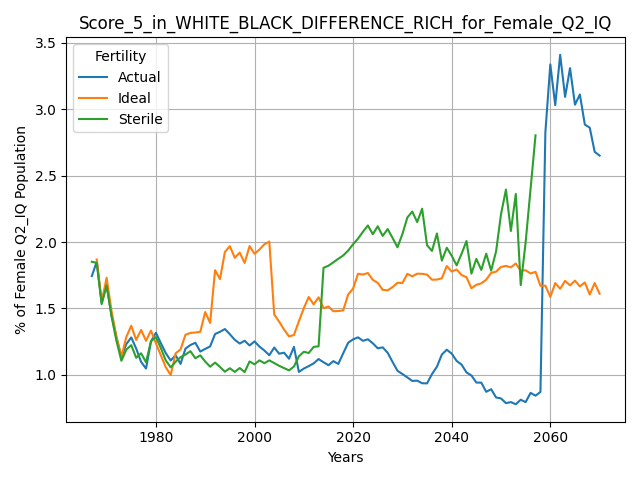 Score_5_in_WHITE_BLACK_DIFFERENCE_RICH_for_Female_Q2_IQ
3.5
3.0
2.5
2.0
1.5
1.0
% of Female Q2_IQ Population
Fertility
Actual
Ideal
Sterile
1980
2000
2020
2040
2060
Years